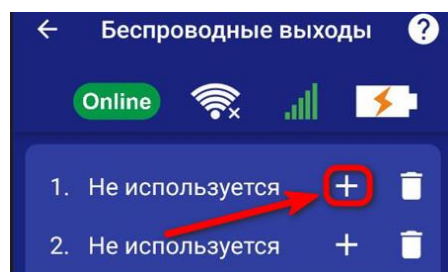 Беспроводные выходы ?
Online
1. Не используется
2. Не используется